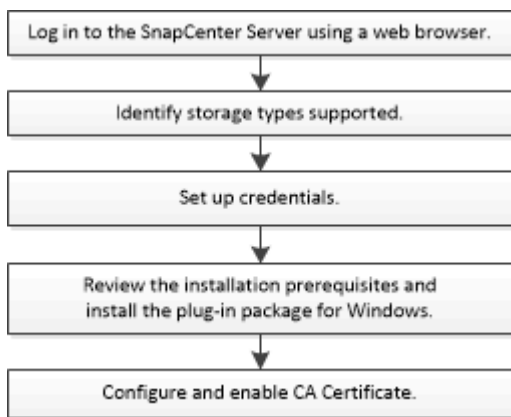 Log in to the SnapCenter Server using a web browser.
Identify storage types supported.
Set up credentials.
Review the installation prerequisites and
install the plug-in package for Windows.
Configure and enable CA Certificate.